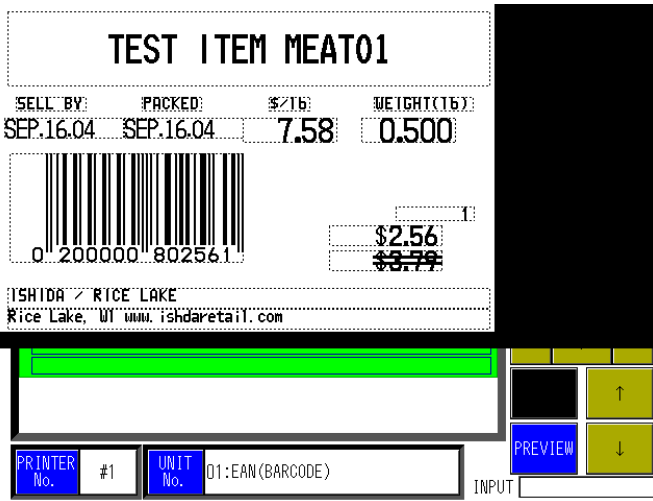 TEST ITEM MEAT01
SELL BY PACKED $/lb WEIGHT(lb)
SEP.16.04 SEP.16.04 7.58 0.500
1
$2.56
$3.79
0 200000 802561
ISHIDA / RICE LAKE
Rice Lake, WI www.ishdaretail.com
↑
PREVIEW ↓
PRINTER No. #1 UNIT No. 01:EAN(BARCODE)
INPUT